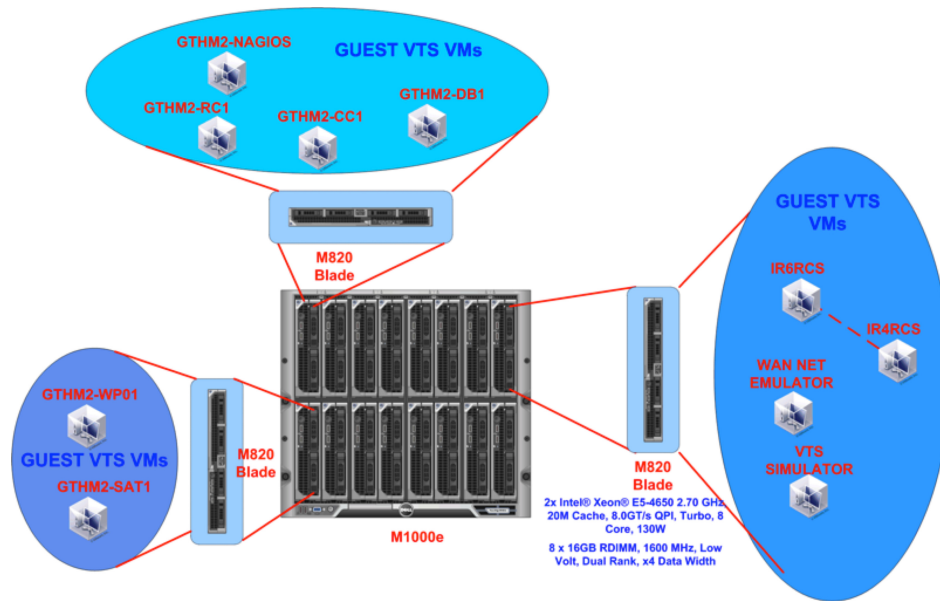 GTHM2-NAGIOS
GUEST VTS VMs
GTHM2-RC1
GTHM2-CC1
GTHM2-DB1
M820
Blade
GUEST VTS
VMs
IR6RCS
IR4RCS
WAN NET
EMULATOR
VTS
SIMULATOR
GTHM2-WP01
GUEST VTS VMs
GTHM2-SAT1
M820
Blade
M1000e
DELL
M820
Blade
2x Intel® Xeon® E5-4650 2.70 GHz,
20M Cache, 8.0GT/s QPI, Turbo, 8
Core, 130W
8 x 16GB RDIMM, 1600 MHz, Low
Volt, Dual Rank, x4 Data Width